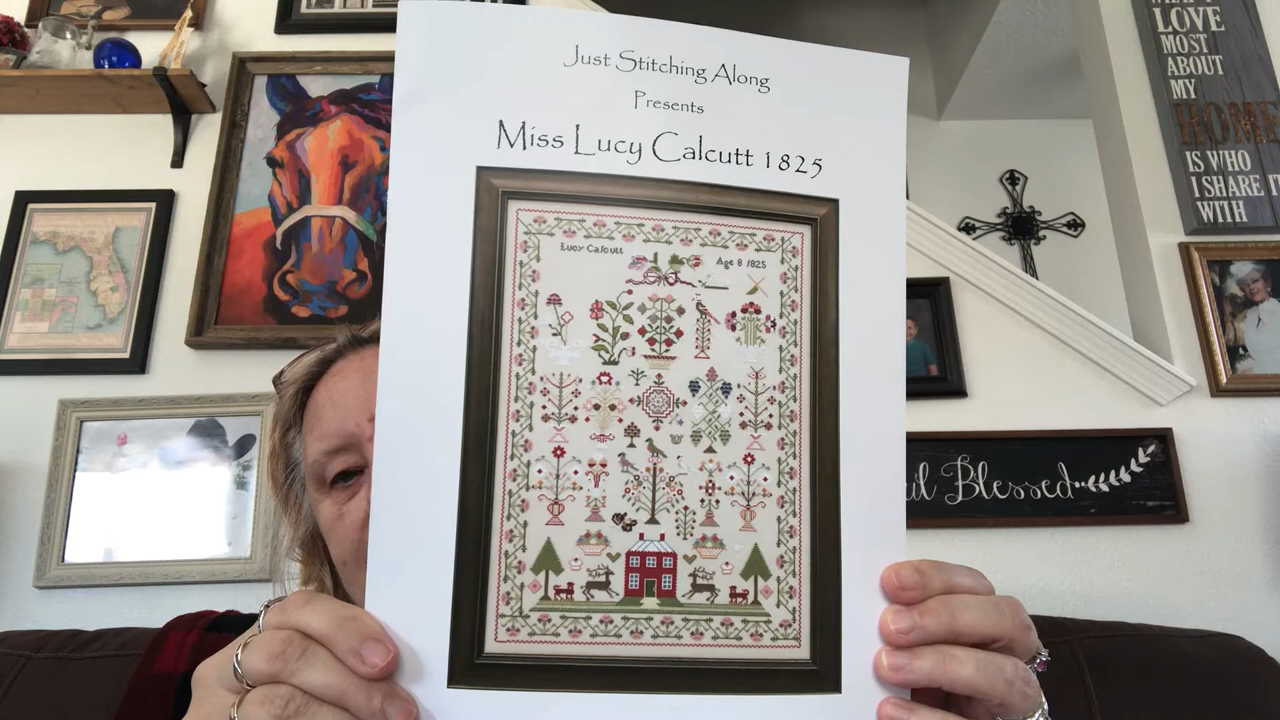 Just Stitching Along
Presents
Miss Lucy Calcutt 1825
Lucy Calcutt
Age 8 1825
LOVE
MOST
ABOUT
MY
HOME
IS WHO
I SHARE IT
WITH
Blessed